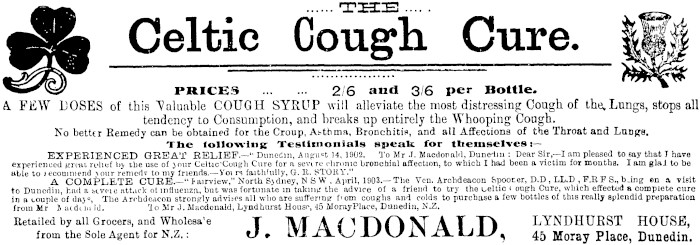 THE
Celtic Cough Cure.
PRICES ... ... 2/6 and 3/6 per Bottle.
A FEW DOSES of this Valuable COUGH SYRUP will alleviate the most distressing Cough of the Lungs, stops all
tendency to Consumption, and breaks up entirely the Whooping Cough.
No better Remedy can be obtained for the Croup, Asthma, Bronchitis, and all Affections of the Throat and Lungs.
The following Testimonials speak for themselves:—
EXPERIENCED GREAT RELIEF.—"Dunedin, August 14, 1902. To Mr J. Macdonald, Dunedin: Dear Sir,—I am pleased to say that I have
experienced great relief by the use of your Celtic Cough Cure for a severe chronic bronchial affection, to which I had been a victim for months. I am glad to be
able to recommend your remedy to my friends.—Yours faithfully, G. R. STORY."
A COMPLETE CURE.—"Fairview," North Sydney, NSW, April, 1903.—The Ven. Archdeacon Spooter, D.D., LL.D, F.R.F.S., being on a visit
to Dunedin, had a severe attack of influenza, but was fortunate in taking the advice of a friend to try the Celtic Cough Cure, which effected a complete cure
in a couple of days. The Archdeacon strongly advises all who are suffering from coughs and colds to purchase a few bottles of this really splendid preparation
from Mr Macdonald. To Mr J. Macdonald, Lyndhurst House, 45 Moray Place, Dunedin, N.Z.
Retailed by all Grocers, and Wholesale
from the Sole Agent for N.Z.:
J. MACDONALD,
LYNDHURST HOUSE,
45 Moray Place, Dunedin.